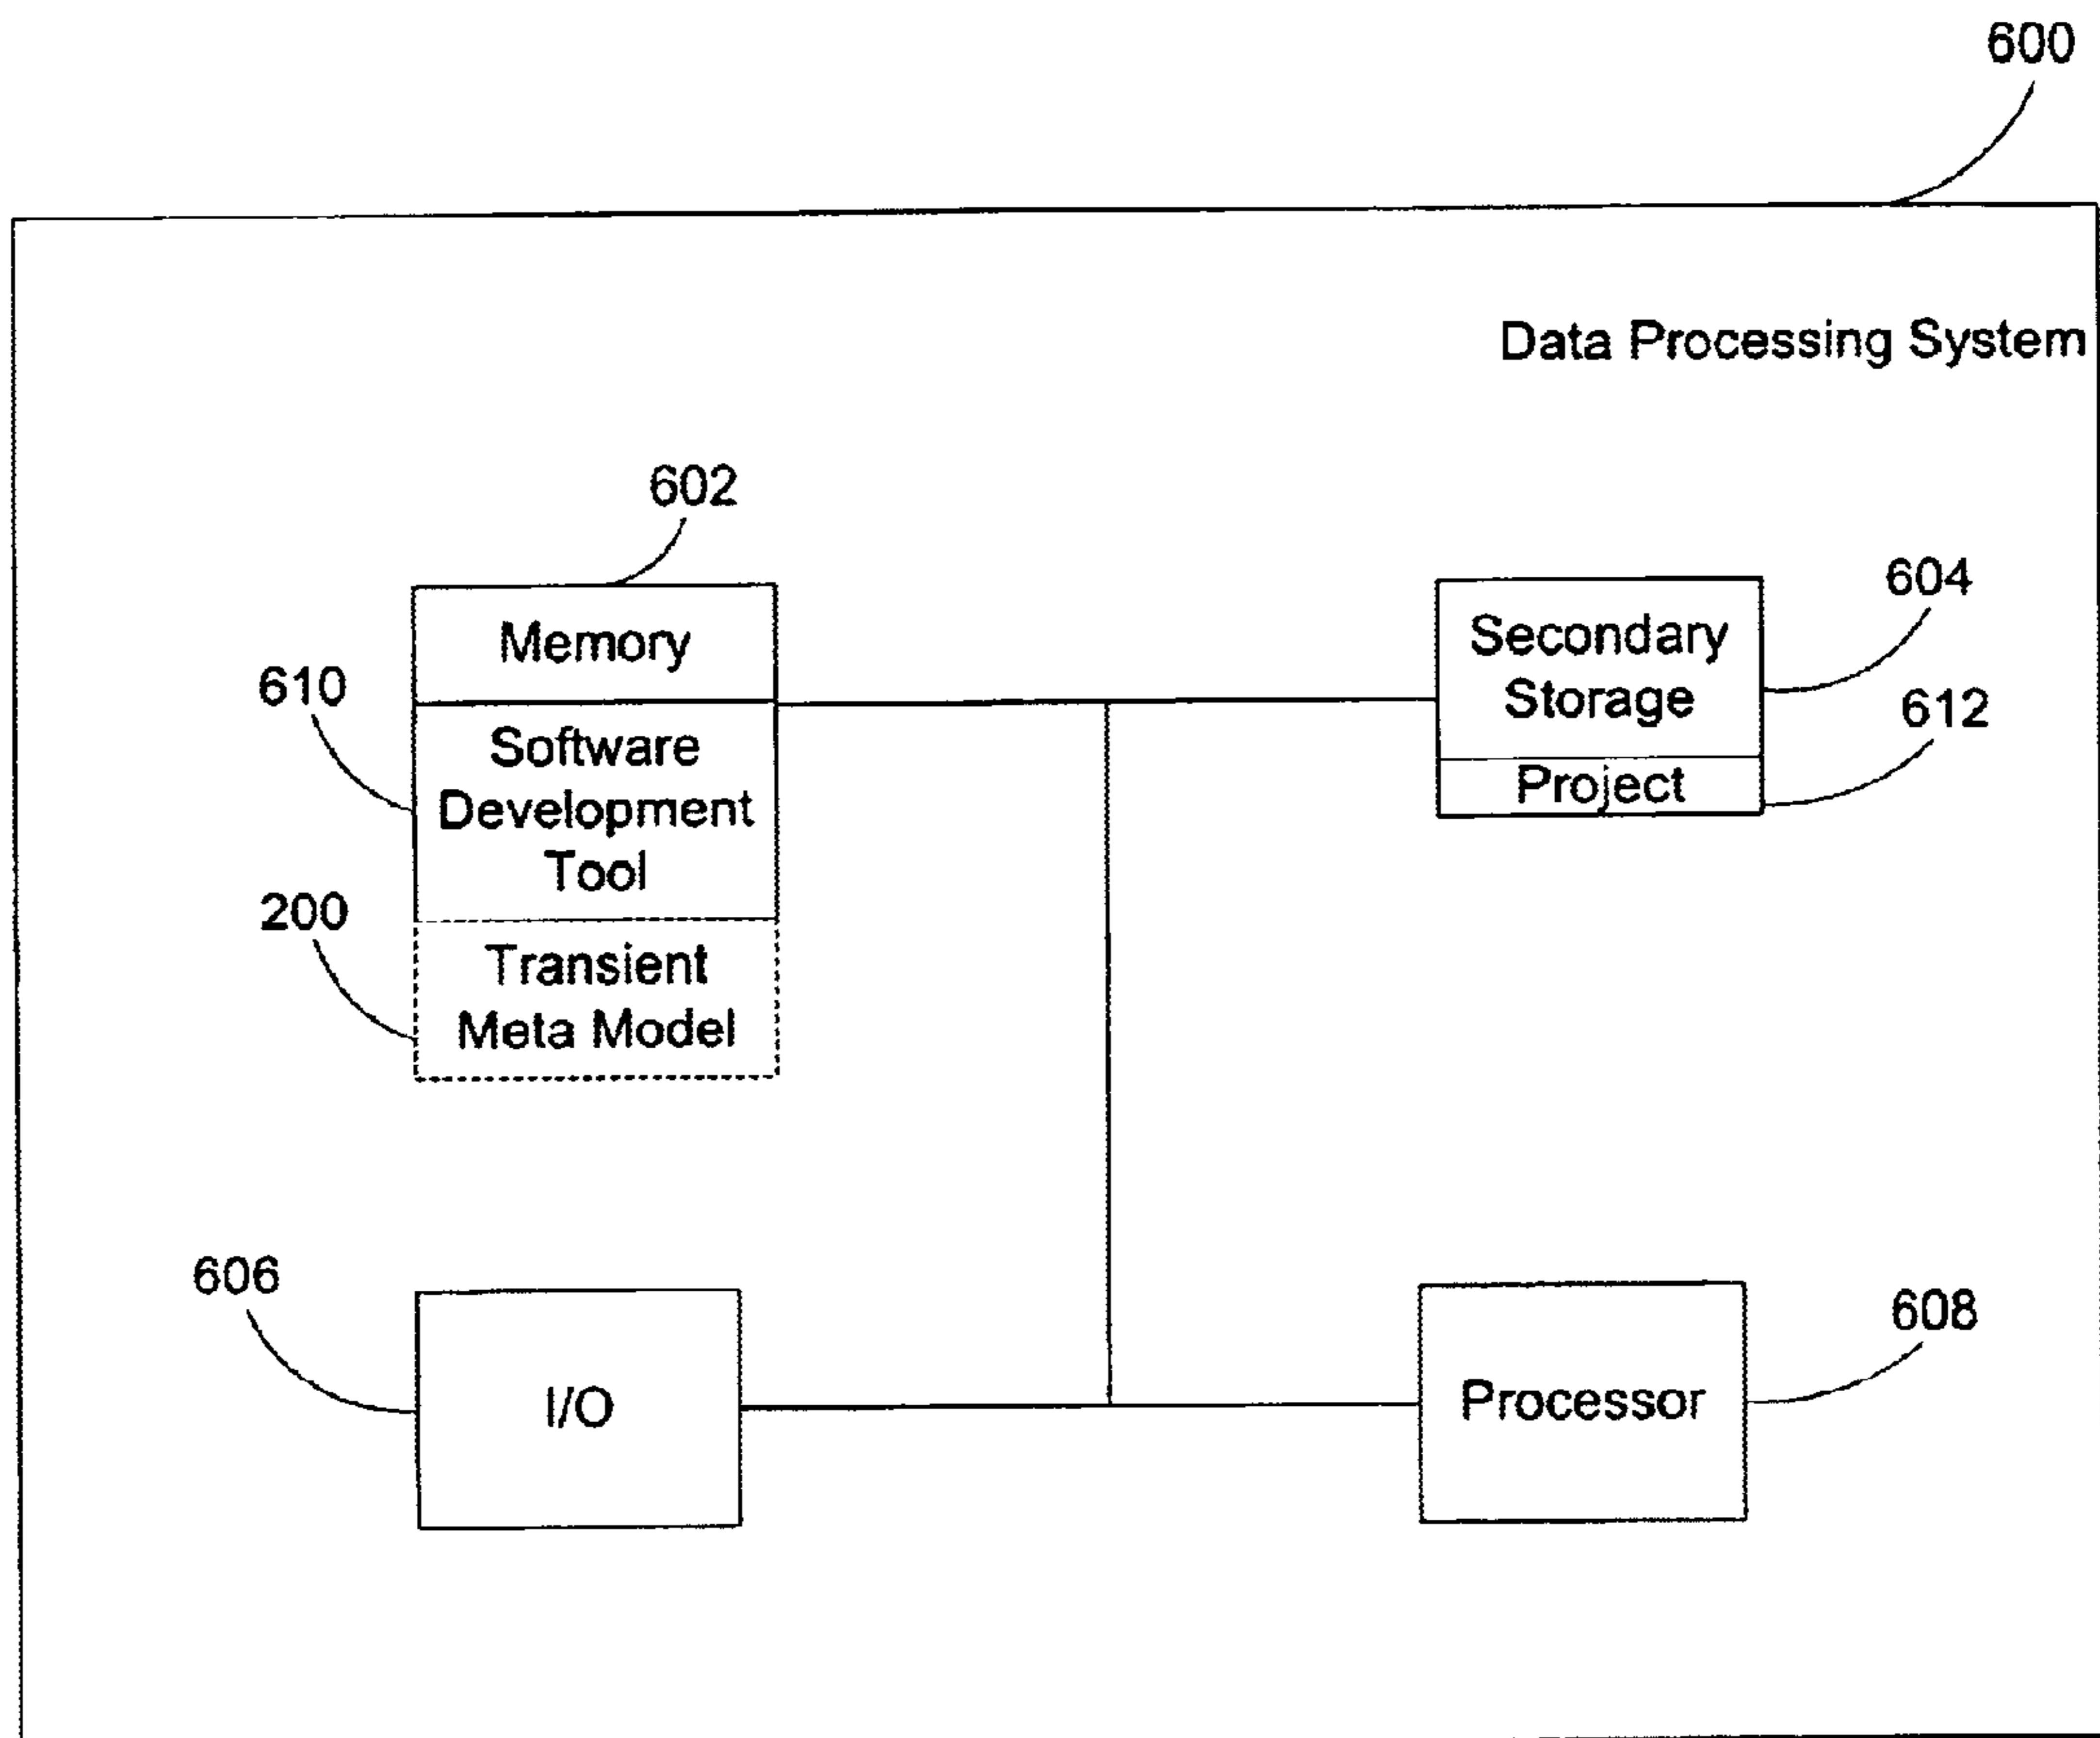 600
Data Processing System
602
Memory
610
Software
Development
Tool
200
Transient
Meta Model
604
Secondary
Storage
612
Project
606
I/O
608
Processor